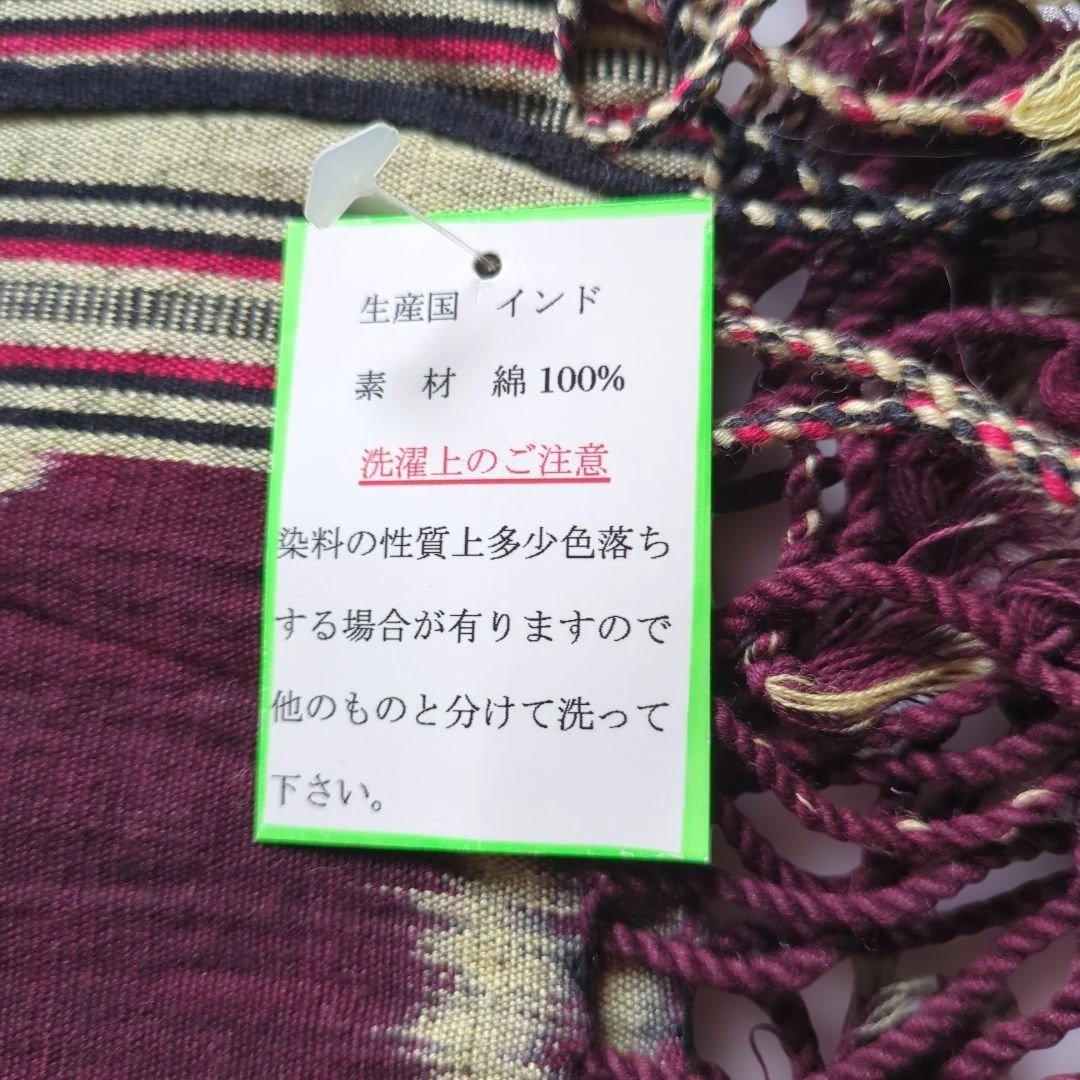 生産国　インド
素　材　綿 100%
洗濯上のご注意
染料の性質上多少色落ち
する場合が有りますので
他のものと分けて洗って
下さい。